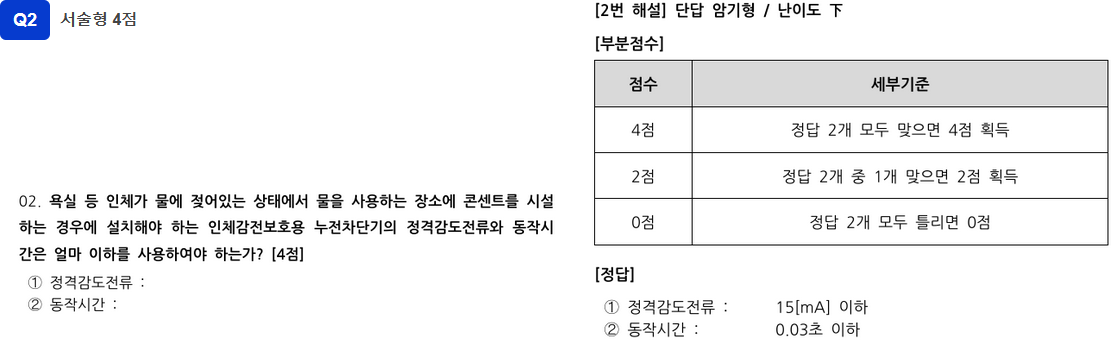 Q2 서술형 4점
02. 욕실 등 인체가 물에 젖어있는 상태에서 물을 사용하는 장소에 콘센트를 시설
하는 경우에 설치해야 하는 인체감전보호용 누전차단기의 정격감도전류와 동작시
간은 얼마 이하를 사용하여야 하는가? [4점]
① 정격감도전류 :
② 동작시간 :
[2번 해설] 단답 암기형 / 난이도 下
[부분점수]
점수 세부기준
4점 정답 2개 모두 맞으면 4점 획득
2점 정답 2개 중 1개 맞으면 2점 획득
0점 정답 2개 모두 틀리면 0점
[정답]
① 정격감도전류 : 15[mA] 이하
② 동작시간 : 0.03초 이하